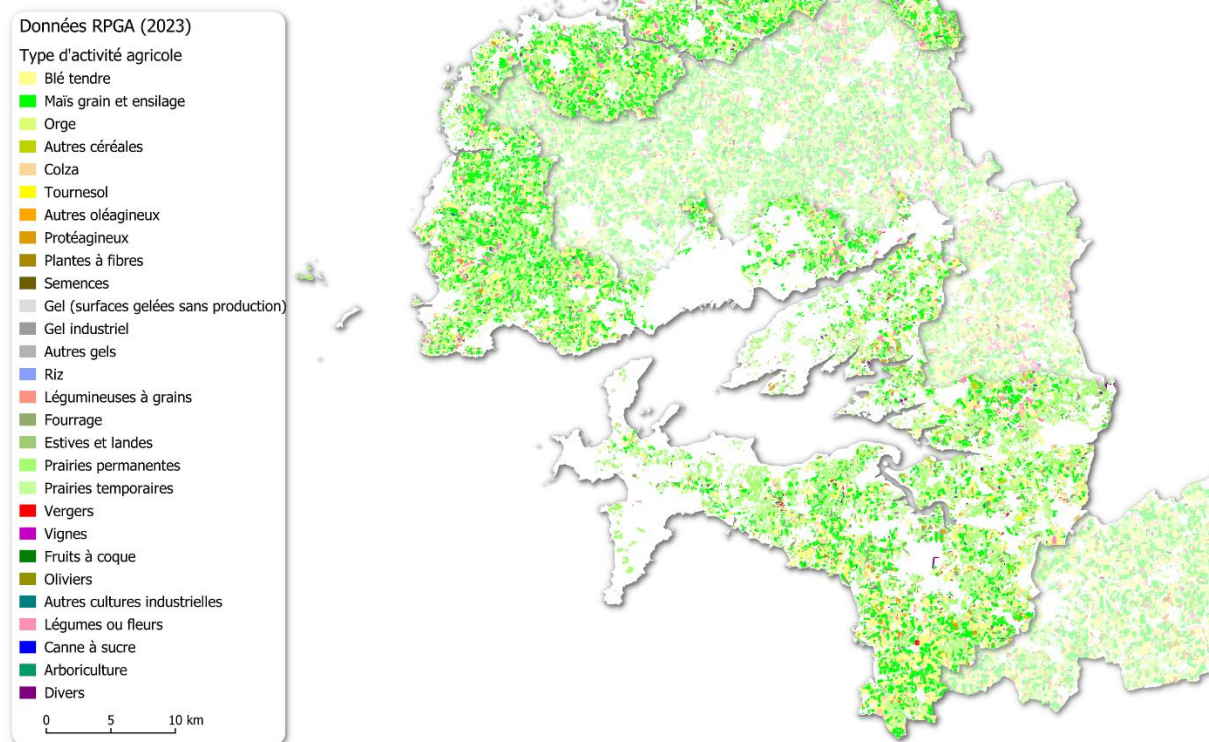 Données RPGA (2023)
Type d'activité agricole
Blé tendre
Maïs grain et ensilage
Orge
Autres céréales
Colza
Tournesol
Autres oléagineux
Protéagineux
Plantes à fibres
Semences
Gel (surfaces gelées sans production)
Gel industriel
Autres gels
Riz
Légumineuses à grains
Fourrage
Estives et landes
Prairies permanentes
Prairies temporaires
Vergers
Vignes
Fruits à coque
Oliviers
Autres cultures industrielles
Légumes ou fleurs
Canne à sucre
Arboriculture
Divers
0 5 10 km